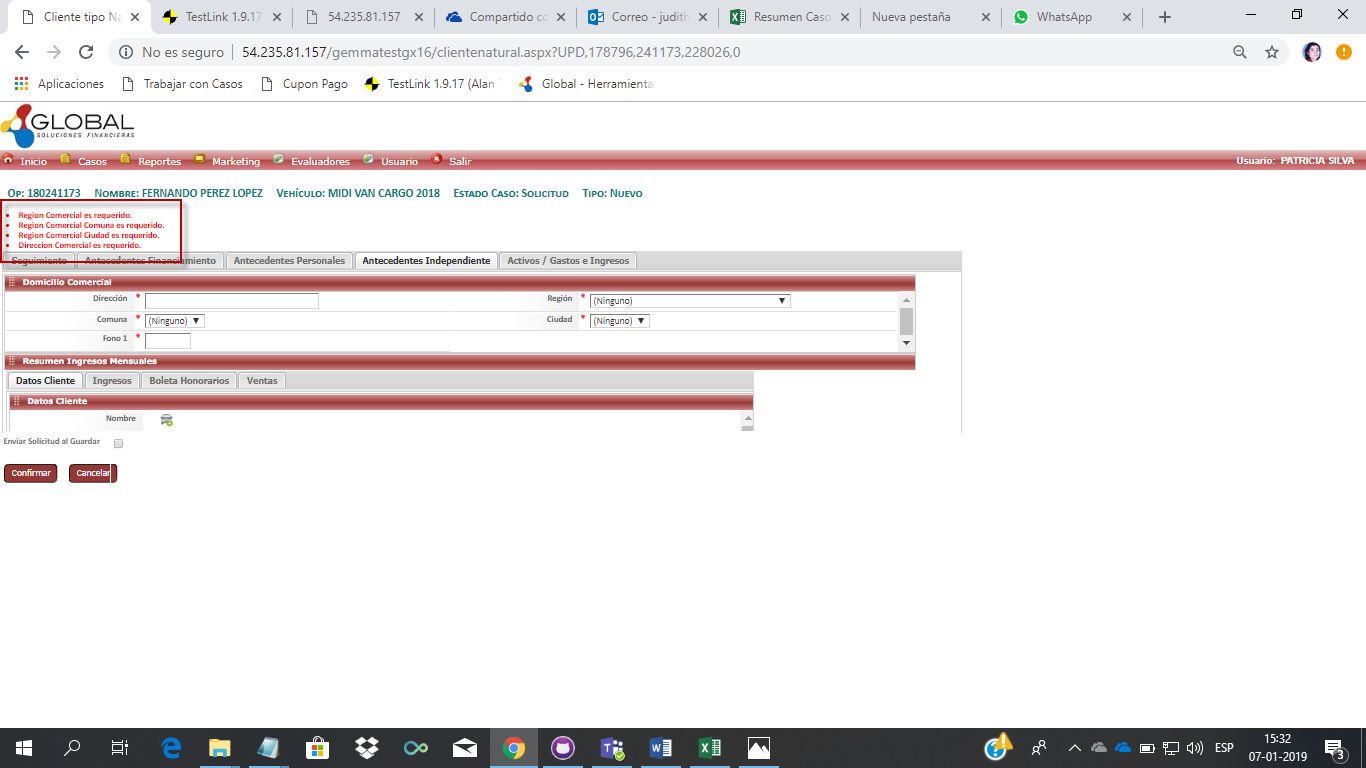 Cliente tipo Na
TestLink 1.9.17
54.235.81.157
Compartido co
Correo - judith
Resumen Caso
Nueva pestaña
WhatsApp
No es seguro 54.235.81.157/gemmatestgx16/clientenatural.aspx?UPD,178796,241173,228026,0
Aplicaciones Trabajar con Casos Cupon Pago TestLink 1.9.17 (Alan Global - Herramienta
GLOBAL
SOLUCIONES FINANCIERAS
Inicio Casos Reportes Marketing Evaluadores Usuario Salir Usuario: PATRICIA SILVA
Op: 180241173 Nombre: FERNANDO PEREZ LOPEZ Vehículo: MIDI VAN CARGO 2018 Estado Caso: Solicitud Tipo: Nuevo
Region Comercial es requerido.
Region Comercial Comuna es requerido.
Region Comercial Ciudad es requerido.
Direccion Comercial es requerido.
Seguimiento Antecedentes Financiamiento Antecedentes Personales Antecedentes Independiente Activos / Gastos e Ingresos
Domicilio Comercial
Dirección * Región * (Ninguno)
Comuna * (Ninguno) Ciudad * (Ninguno)
Fono 1 *
Resumen Ingresos Mensuales
Datos Cliente Ingresos Boleta Honorarios Ventas
Datos Cliente
Nombre
Enviar Solicitud al Guardar
Confirmar Cancelar
ESP
15:32
07-01-2019
3